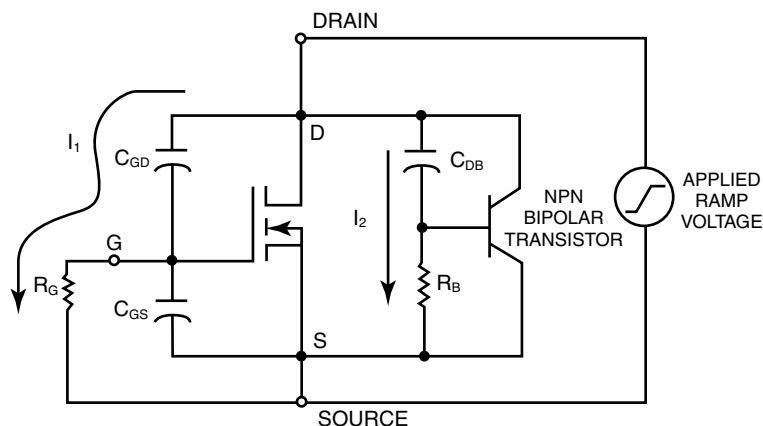 DRAIN
I1
D
CGD
CDB
I2
NPN
BIPOLAR
TRANSISTOR
APPLIED
RAMP
VOLTAGE
G
RG
CGS
RB
S
SOURCE